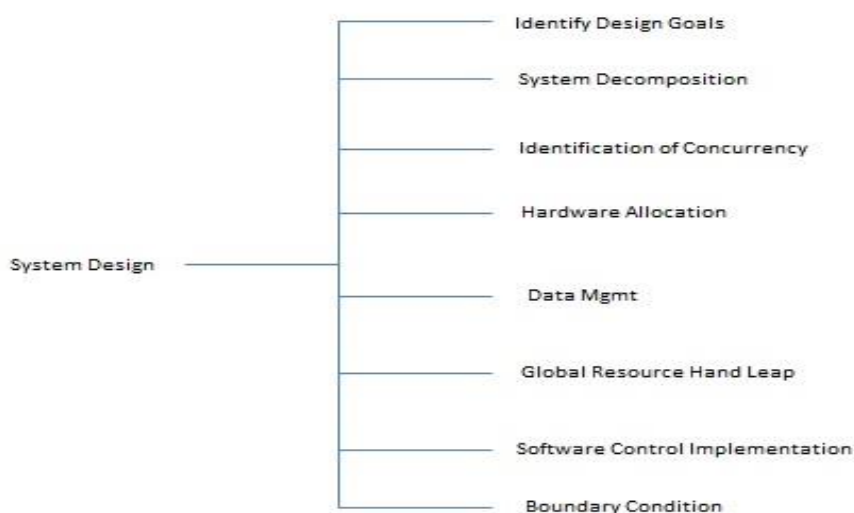 Identify Design Goals
System Decomposition
Identification of Concurrency
Hardware Allocation
System Design
Data Mgmt
Global Resource Hand Leap
Software Control Implementation
Boundary Condition